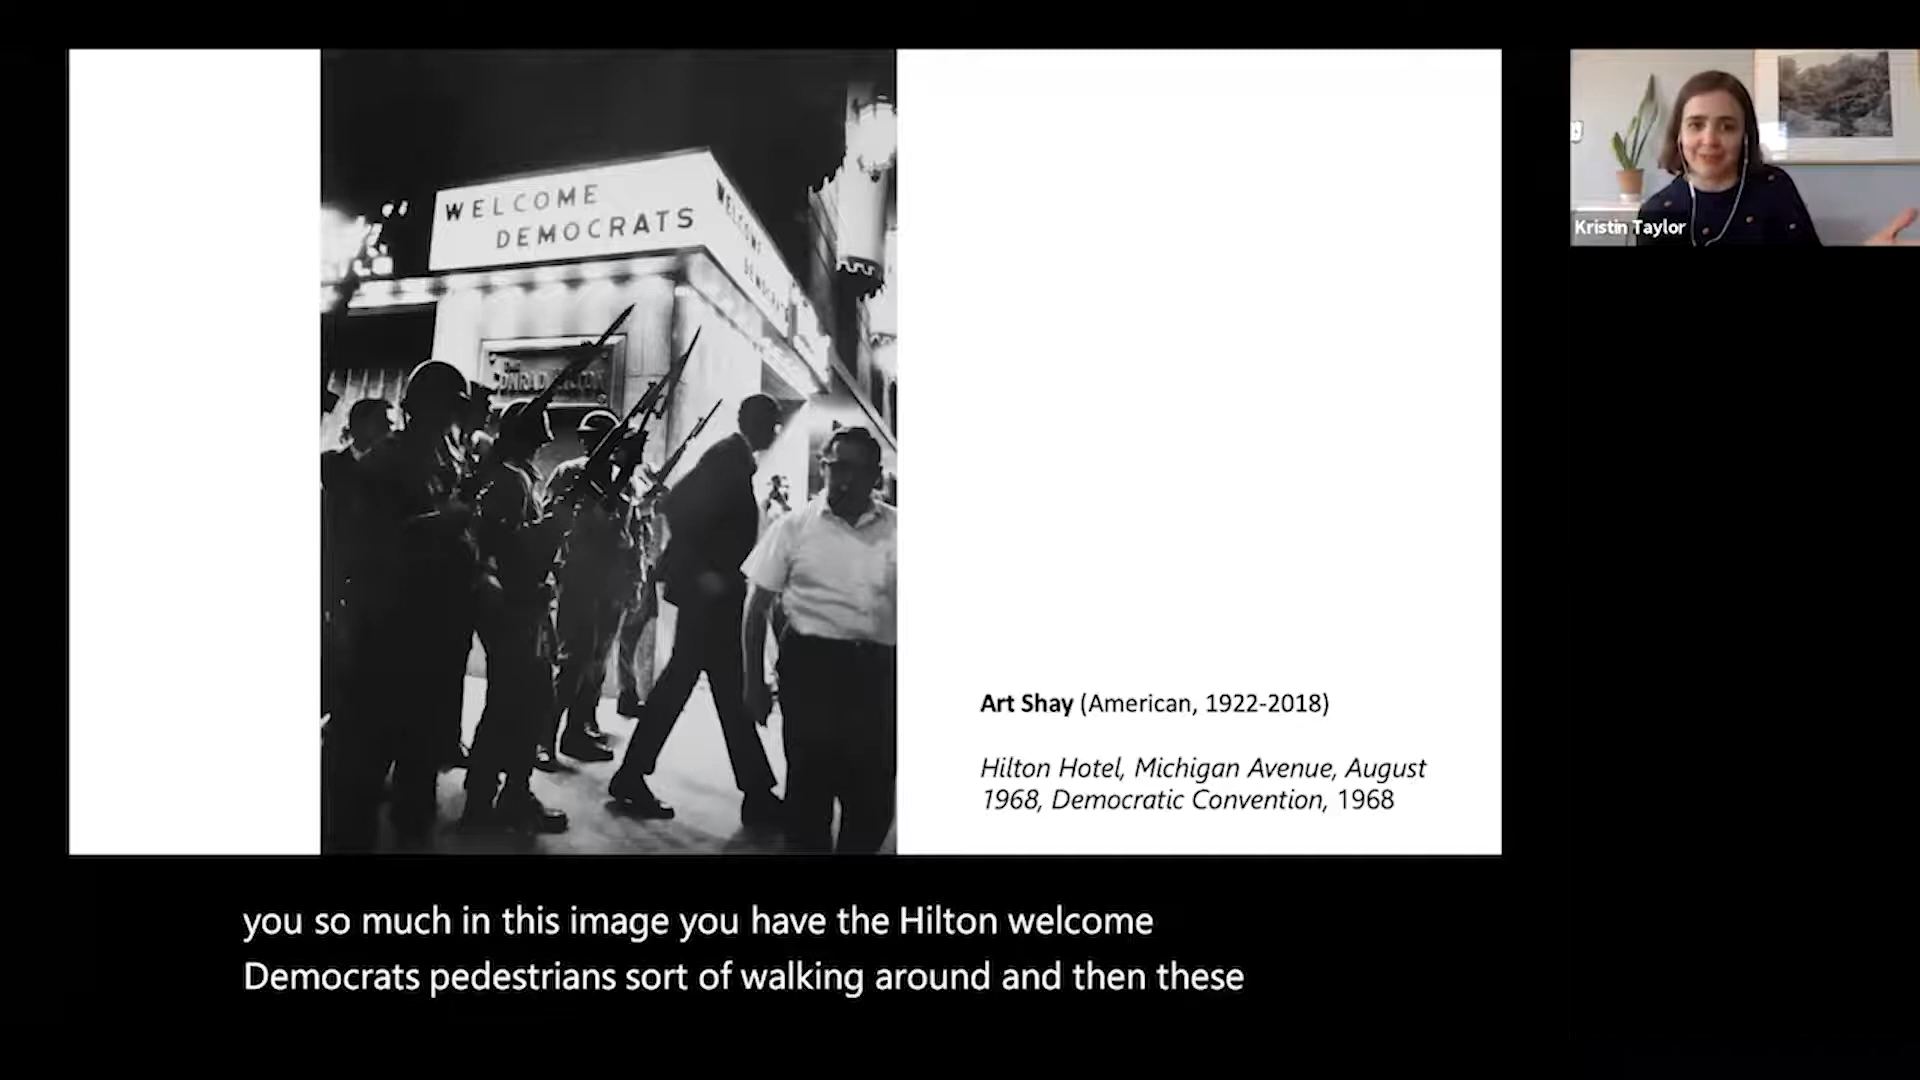 WELCOME
DEMOCRATS
WELCOME
DEMOCRATS
Kristin Taylor
Art Shay (American, 1922-2018)
Hilton Hotel, Michigan Avenue, August
1968, Democratic Convention, 1968
you so much in this image you have the Hilton welcome
Democrats pedestrians sort of walking around and then these